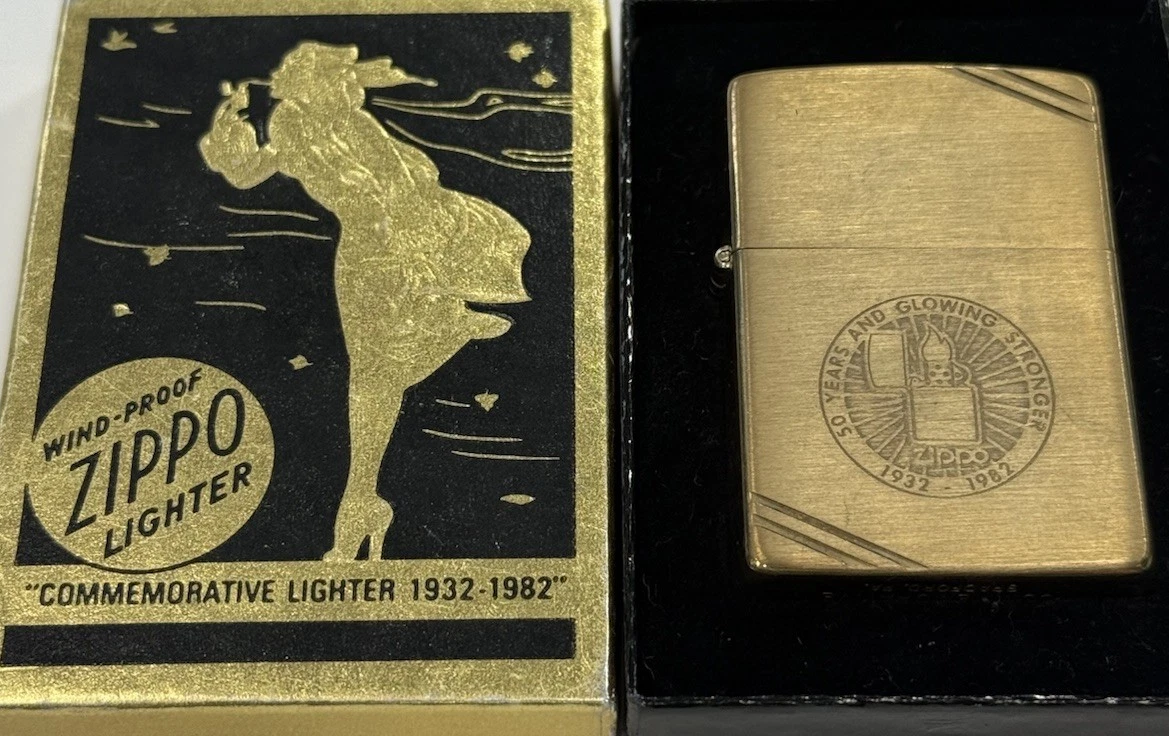 WIND-PROOF
ZIPPO
LIGHTER
"COMMEMORATIVE LIGHTER 1932-1982"
50 YEARS AND GLOWING STRONGER
ZIPPO
1932 - 1982